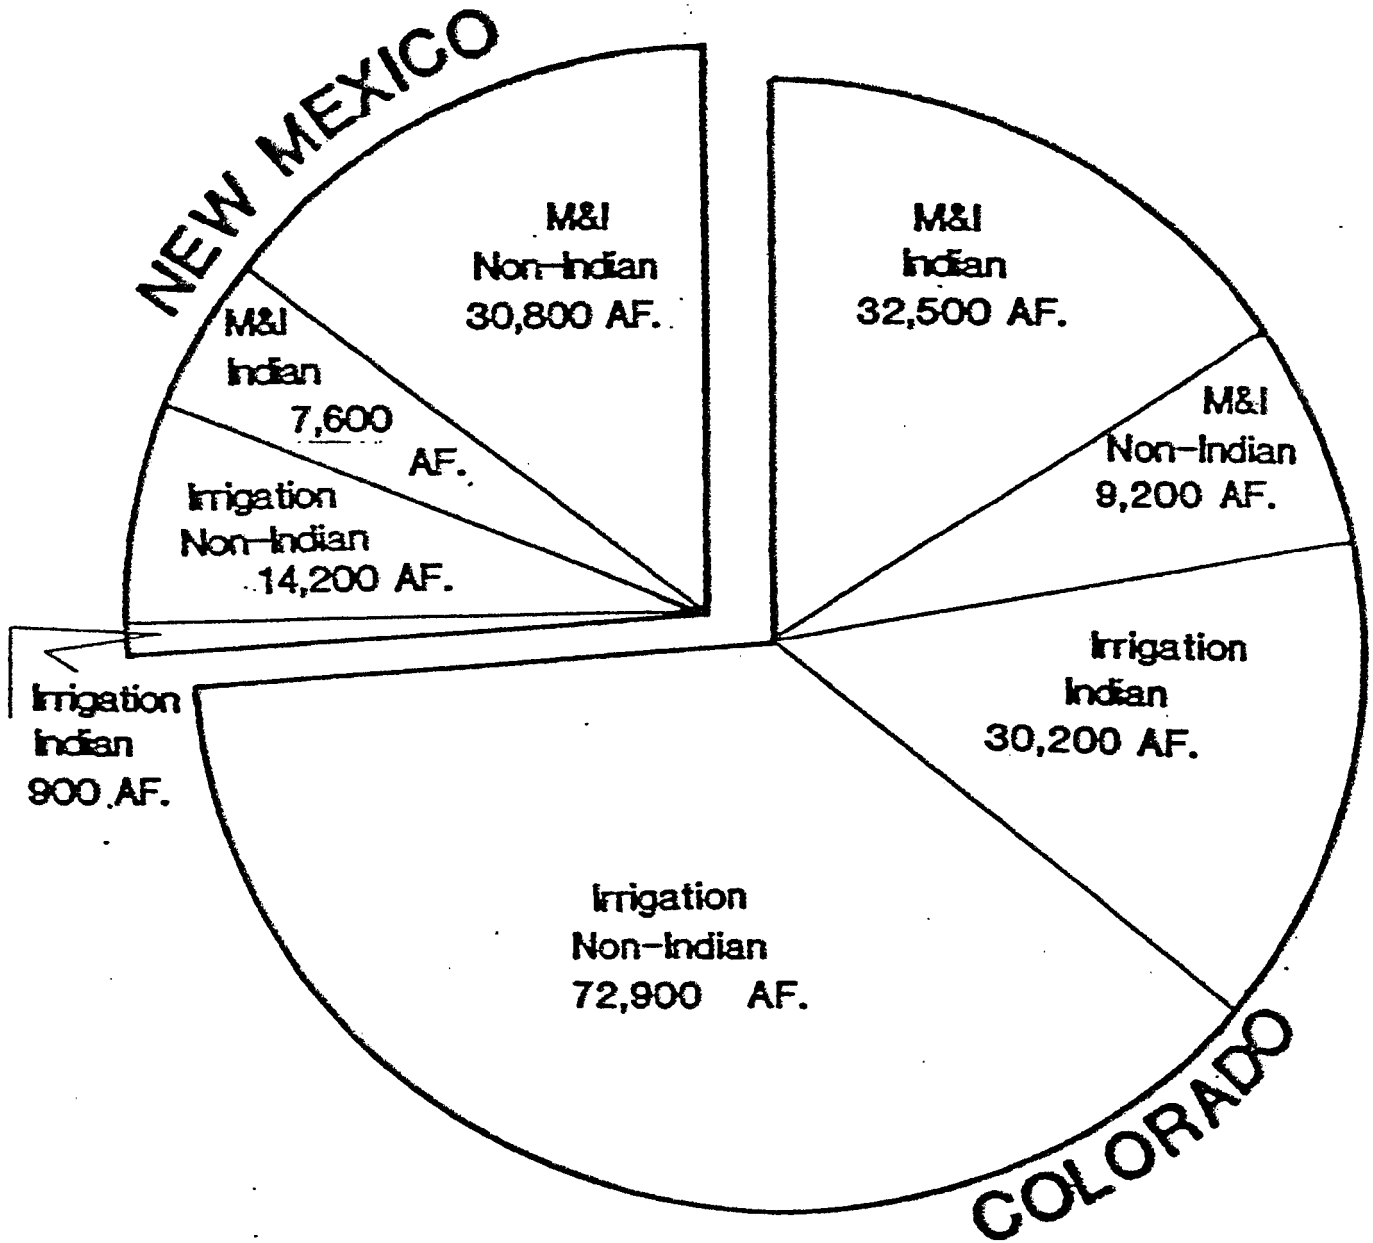 NEW MEXICO
M&I
Non-Indian
30,800 AF.
M&I
Indian
7,600
AF.
Irrigation
Non-Indian
14,200 AF.
Irrigation
Indian
900 AF.
M&I
Indian
32,500 AF.
M&I
Non-Indian
9,200 AF.
Irrigation
Indian
30,200 AF.
Irrigation
Non-Indian
72,900 AF.
COLORADO